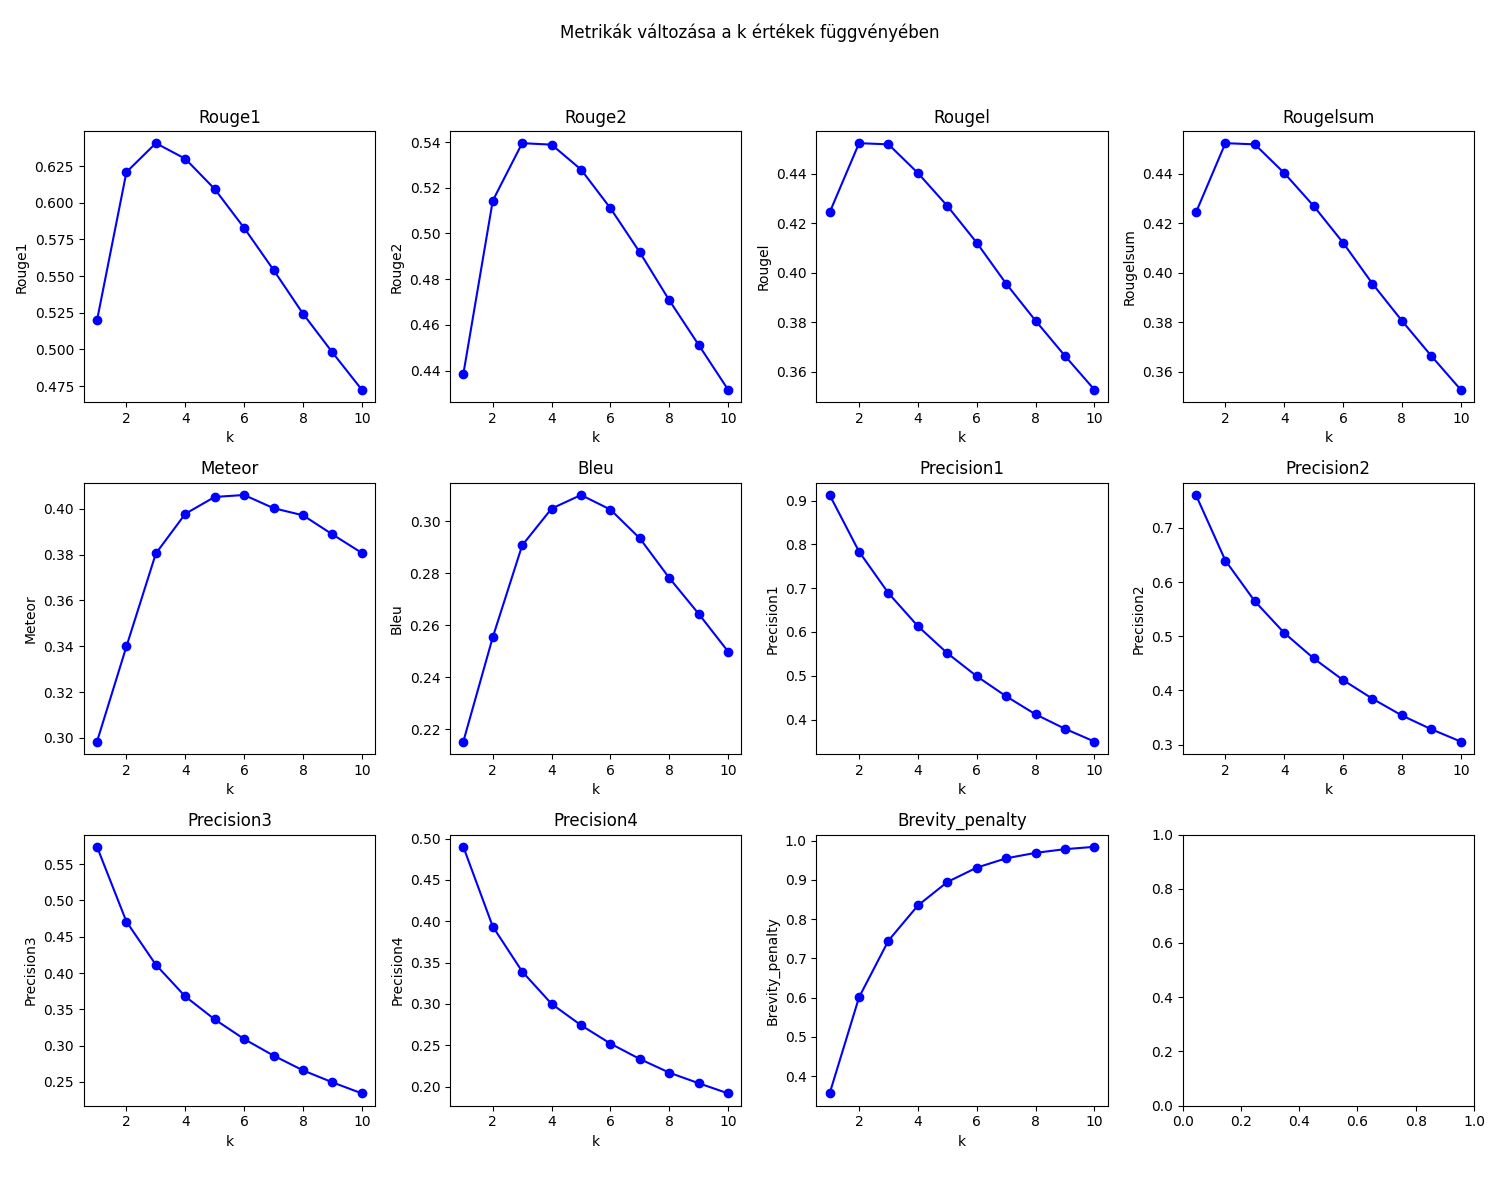 Metrikák változása a k értékek függvényében
Rouge1
Rouge2
Rougel
Rougelsum
Rouge1
0.625
0.600
0.575
0.550
0.525
0.500
0.475
2 4 6 8 10
k
Rouge2
0.54
0.52
0.50
0.48
0.46
0.44
2 4 6 8 10
k
Rougel
0.44
0.42
0.40
0.38
0.36
2 4 6 8 10
k
Rougelsum
0.44
0.42
0.40
0.38
0.36
2 4 6 8 10
k
Meteor
Bleu
Precision1
Precision2
Meteor
0.40
0.38
0.36
0.34
0.32
0.30
2 4 6 8 10
k
Bleu
0.30
0.28
0.26
0.24
0.22
2 4 6 8 10
k
Precision1
0.9
0.8
0.7
0.6
0.5
0.4
2 4 6 8 10
k
Precision2
0.7
0.6
0.5
0.4
0.3
2 4 6 8 10
k
Precision3
Precision4
Brevity_penalty
Precision3
0.55
0.50
0.45
0.40
0.35
0.30
0.25
2 4 6 8 10
k
Precision4
0.50
0.45
0.40
0.35
0.30
0.25
0.20
2 4 6 8 10
k
Brevity_penalty
1.0
0.9
0.8
0.7
0.6
0.5
0.4
2 4 6 8 10
k
1.0
0.8
0.6
0.4
0.2
0.0
0.0 0.2 0.4 0.6 0.8 1.0